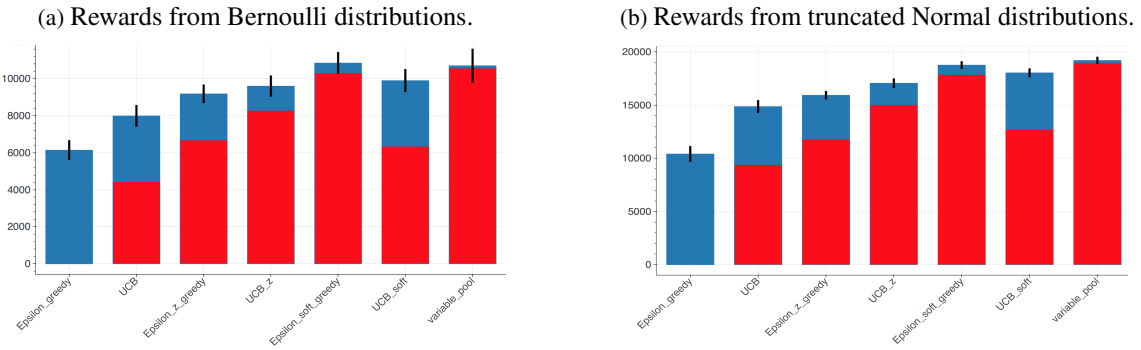 (a) Rewards from Bernoulli distributions.
10000
8000
6000
4000
2000
0
Epsilon_greedy
UCB
Epsilon_z_greedy
UCB_z
Epsilon_soft_greedy
UCB_soft
variable_pool
(b) Rewards from truncated Normal distributions.
20000
15000
10000
5000
0
Epsilon_greedy
UCB
Epsilon_z_greedy
UCB_z
Epsilon_soft_greedy
UCB_soft
variable_pool